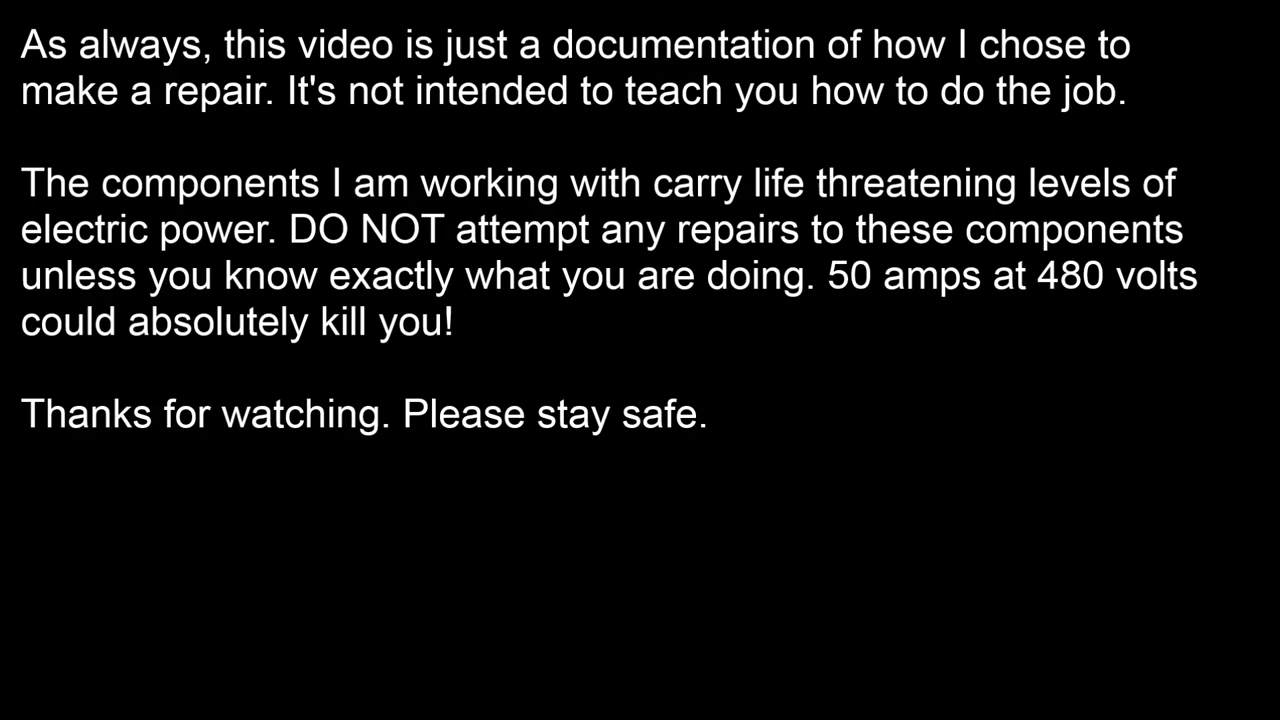 As always, this video is just a documentation of how I chose to
make a repair. It's not intended to teach you how to do the job.
The components I am working with carry life threatening levels of
electric power. DO NOT attempt any repairs to these components
unless you know exactly what you are doing. 50 amps at 480 volts
could absolutely kill you!
Thanks for watching. Please stay safe.